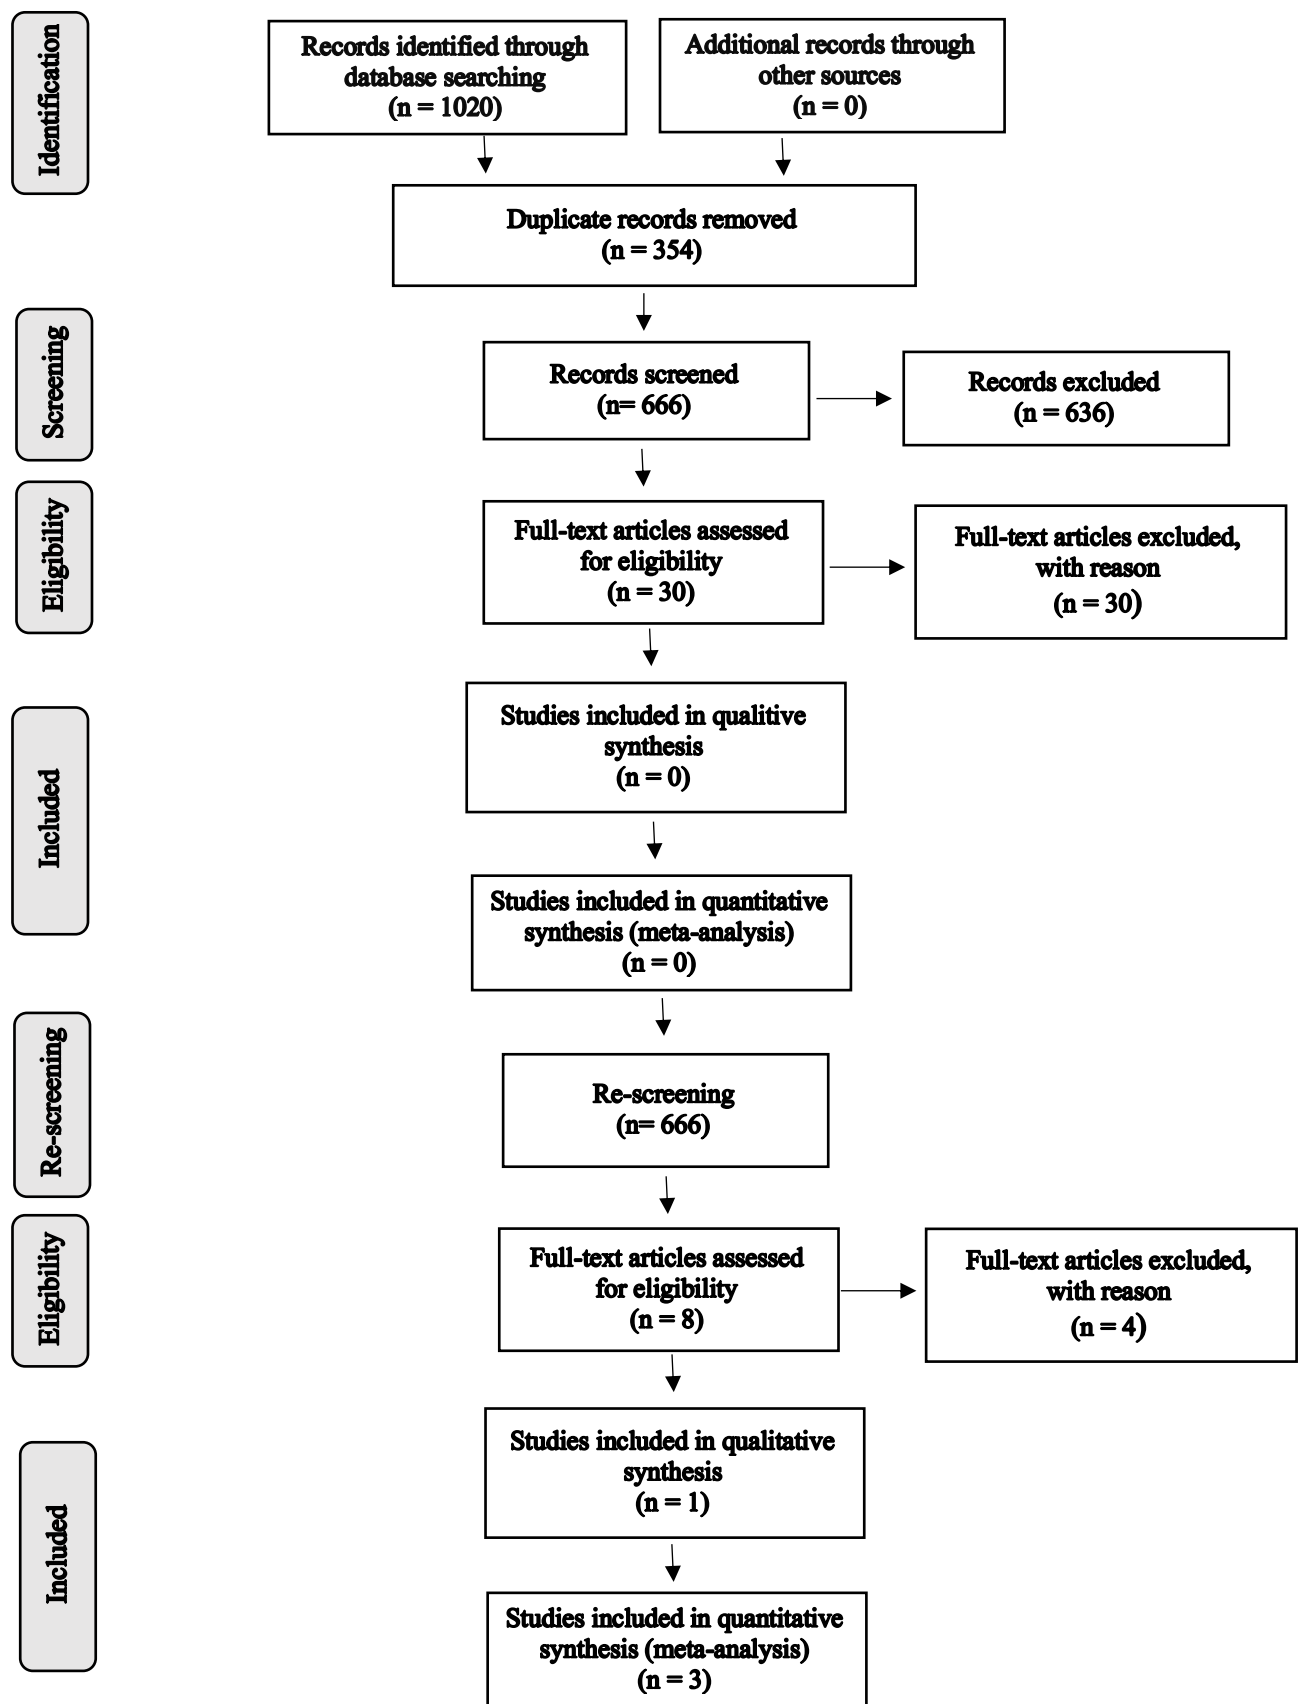 Identification
Records identified through
database searching
(n = 1020)
Additional records through
other sources
(n = 0)
Duplicate records removed
(n = 354)
Screening
Records screened
(n= 666)
Records excluded
(n = 636)
Eligibility
Full-text articles assessed
for eligibility
(n = 30)
Full-text articles excluded,
with reason
(n = 30)
Included
Studies included in qualitive
synthesis
(n = 0)
Studies included in quantitative
synthesis (meta-analysis)
(n = 0)
Re-screening
Re-screening
(n= 666)
Eligibility
Full-text articles assessed
for eligibility
(n = 8)
Full-text articles excluded,
with reason
(n = 4)
Included
Studies included in qualitative
synthesis
(n = 1)
Studies included in quantitative
synthesis (meta-analysis)
(n = 3)